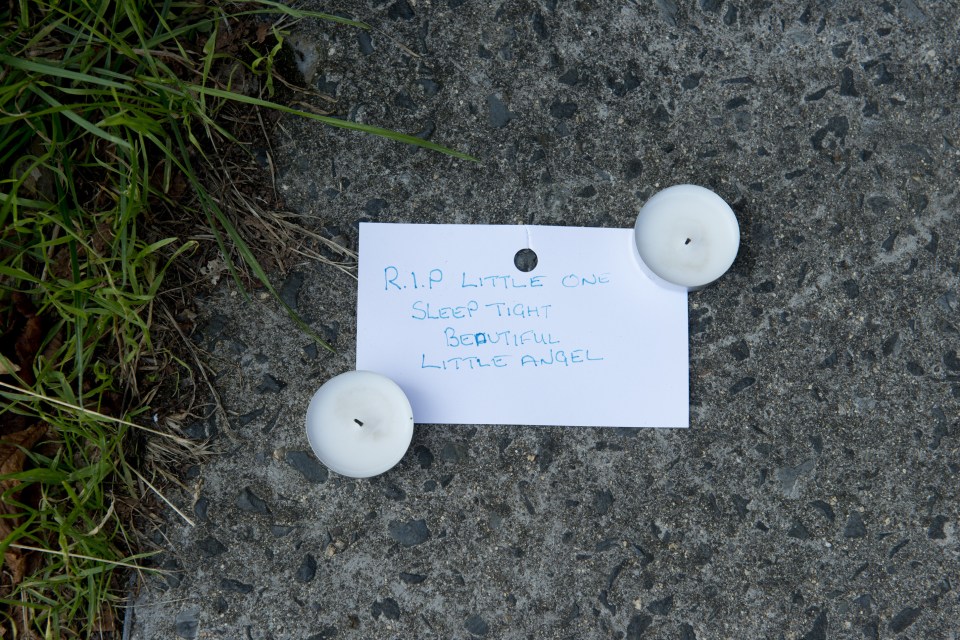 R.I.P LITTLE ONE
SLEEP TIGHT
BEAUTIFUL
LITTLE ANGEL